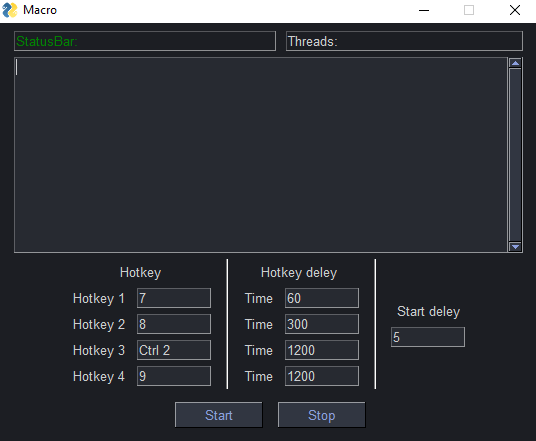 Macro
StatusBar: Threads:
Hotkey Hotkey deley
Hotkey 1 7 Time 60
Hotkey 2 8 Time 300
Start deley
Hotkey 3 Ctrl 2 Time 1200
5
Hotkey 4 9 Time 1200
Start Stop